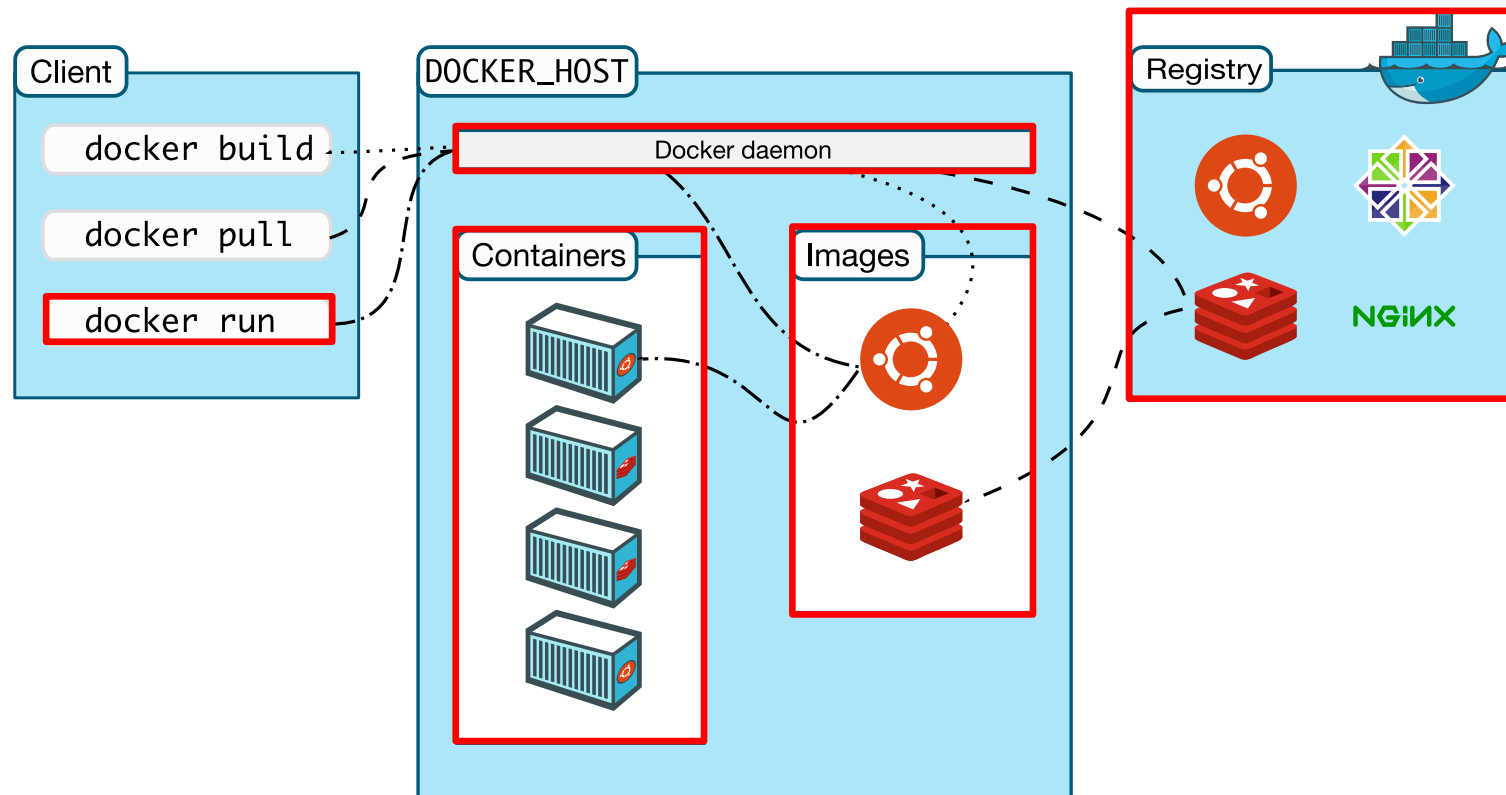 Client
docker build
docker pull
docker run
DOCKER_HOST
Docker daemon
Containers
Images
Registry
NGiNX